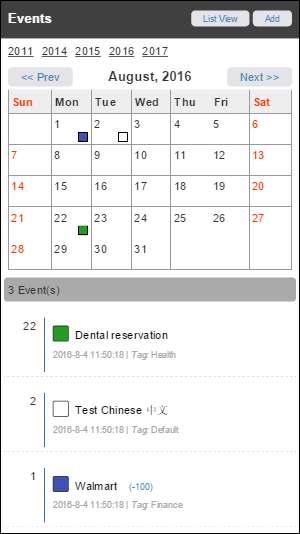 Events List View Add
2011 2014 2015 2016 2017
<< Prev August, 2016 Next >>
Sun Mon Tue Wed Thu Fri Sat
1 2 3 4 5 6
7 8 9 10 11 12 13
14 15 16 17 18 19 20
21 22 23 24 25 26 27
28 29 30 31
3 Event(s)
22 Dental reservation
2016-8-4 11:50:18 | Tag: Health
2 Test Chinese 中文
2016-8-4 11:50:18 | Tag: Default
1 Walmart (-100)
2016-8-4 11:50:18 | Tag: Finance